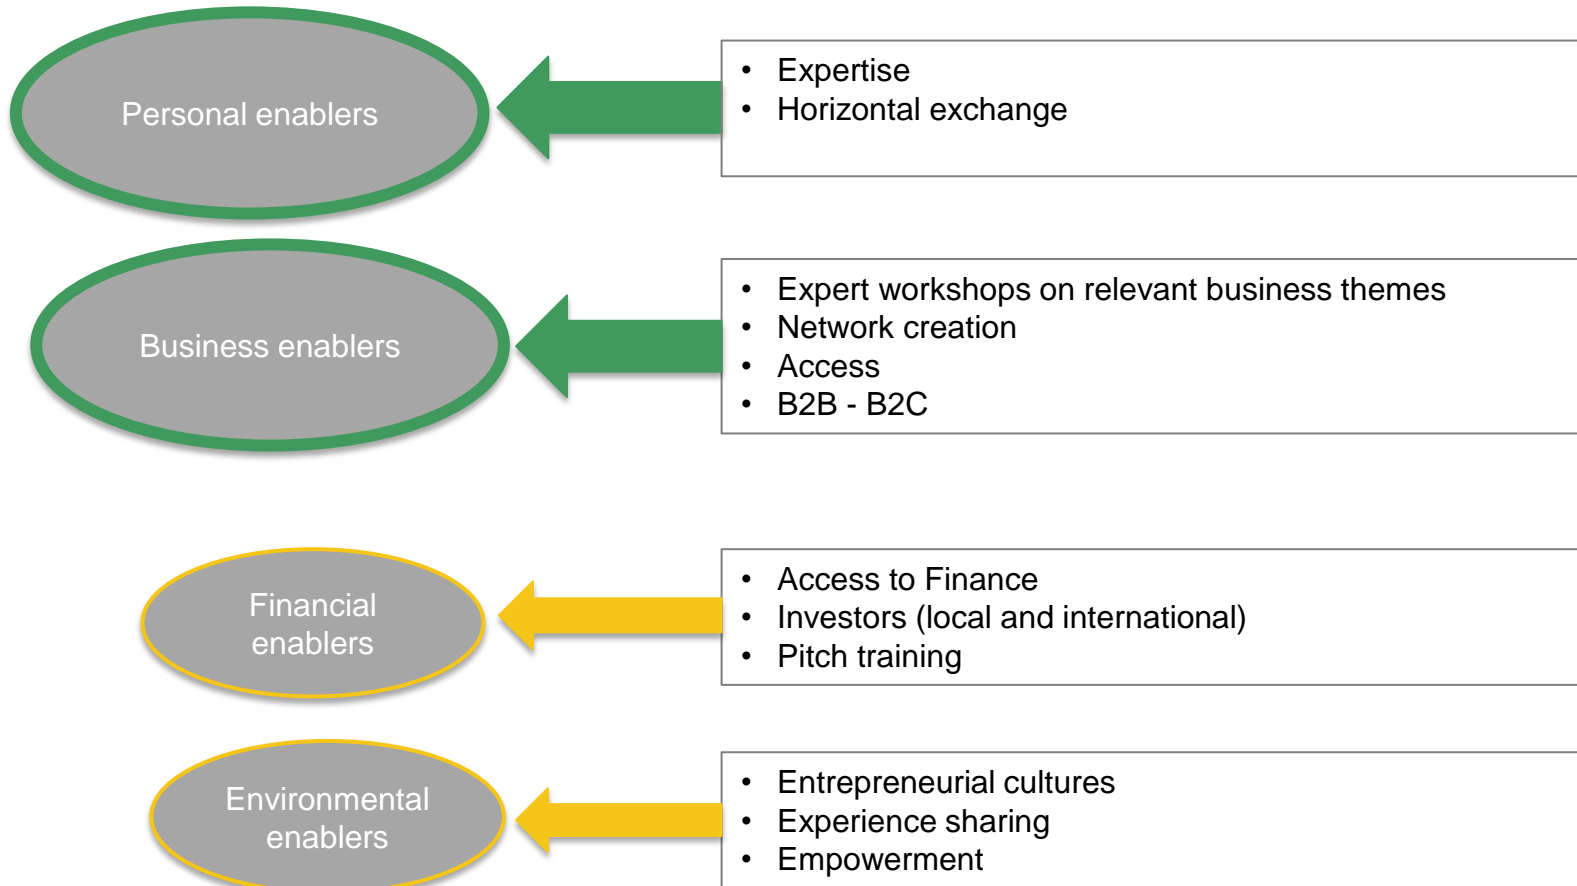 Personal enablers
• Expertise
• Horizontal exchange
Business enablers
• Expert workshops on relevant business themes
• Network creation
• Access
• B2B - B2C
Financial
enablers
• Access to Finance
• Investors (local and international)
• Pitch training
Environmental
enablers
• Entrepreneurial cultures
• Experience sharing
• Empowerment